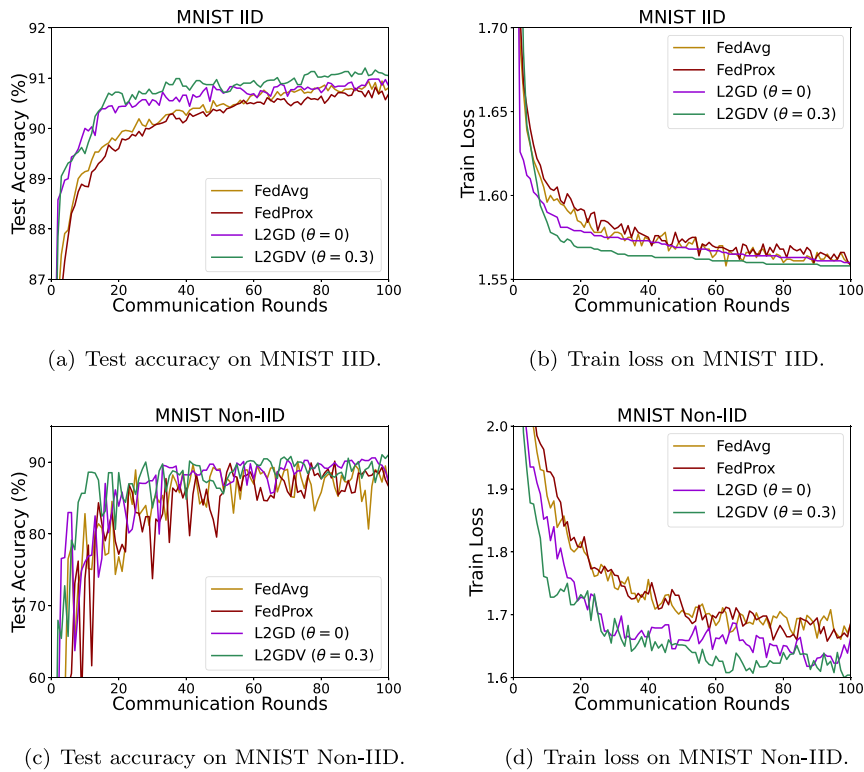 MNIST IID
Test Accuracy (%)
92
91
90
89
88
87
0 20 40 60 80 100
Communication Rounds
FedAvg
FedProx
L2GD (θ = 0)
L2GDV (θ = 0.3)
(a) Test accuracy on MNIST IID.
MNIST IID
Train Loss
1.70
1.65
1.60
1.55
0 20 40 60 80 100
Communication Rounds
FedAvg
FedProx
L2GD (θ = 0)
L2GDV (θ = 0.3)
(b) Train loss on MNIST IID.
MNIST Non-IID
Test Accuracy (%)
90
80
70
60
0 20 40 60 80 100
Communication Rounds
FedAvg
FedProx
L2GD (θ = 0)
L2GDV (θ = 0.3)
(c) Test accuracy on MNIST Non-IID.
MNIST Non-IID
Train Loss
2.0
1.9
1.8
1.7
1.6
0 20 40 60 80 100
Communication Rounds
FedAvg
FedProx
L2GD (θ = 0)
L2GDV (θ = 0.3)
(d) Train loss on MNIST Non-IID.